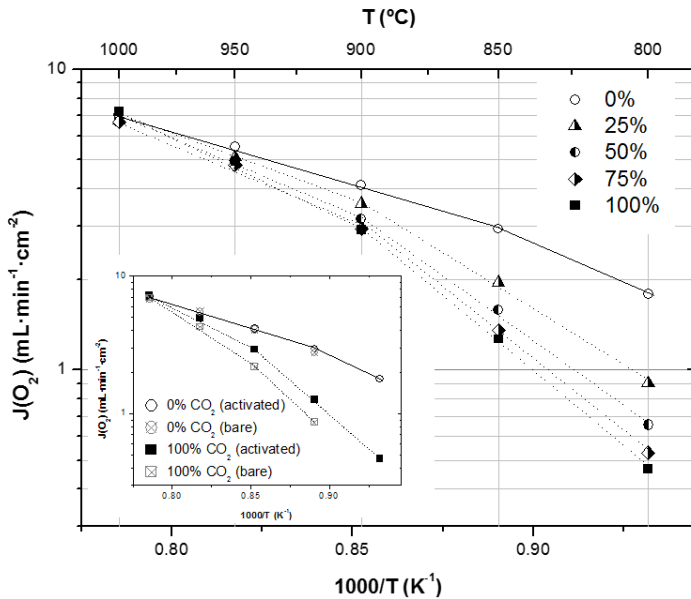 T (ºC)
1000 950 900 850 800
10
1
J(O₂) (mL·min⁻¹·cm⁻²)
0%
25%
50%
75%
100%
10
1
J(O₂) (mL·min⁻¹·cm⁻²)
0% CO₂ (activated)
0% CO₂ (bare)
100% CO₂ (activated)
100% CO₂ (bare)
0.80 0.85 0.90
1000/T (K⁻¹)
0.80 0.85 0.90
1000/T (K⁻¹)